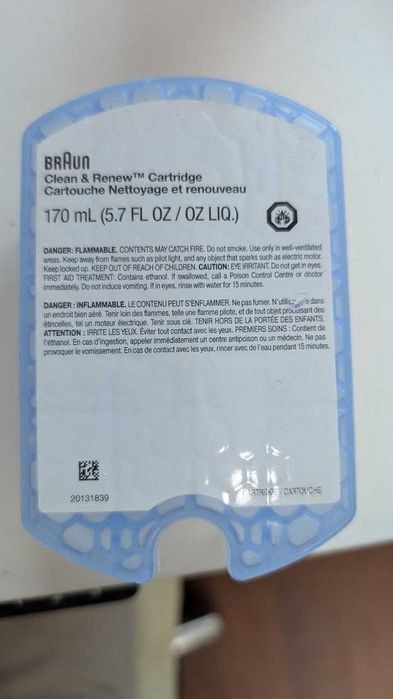 BRAUN
Clean & Renew™ Cartridge
Cartouche Nettoyage et renouveau
170 mL (5.7 FL OZ / OZ LIQ.)
DANGER: FLAMMABLE. CONTENTS MAY CATCH FIRE. Do not smoke. Use only in well-ventilated
areas. Keep away from flames such as pilot light, and any object that sparks such as electric motor.
Keep locked up. KEEP OUT OF REACH OF CHILDREN. CAUTION: EYE IRRITANT. Do not get in eyes.
FIRST AID TREATMENT: Contains ethanol. If swallowed, call a Poison Control Centre or doctor
immediately. Do not induce vomiting. If in eyes, rinse with water for 15 minutes.
DANGER : INFLAMMABLE. LE CONTENU PEUT S'ENFLAMMER. Ne pas fumer. dans
un endroit bien aéré. Tenir loin des flammes, telle une flamme pilote, et de tout objet produisant des
étincelles, tel un moteur électrique. Tenir sous clé. TENIR HORS DE LA PORTÉE DES ENFANTS.
ATTENTION : IRRITE LES YEUX. Éviter tout contact avec les yeux. PREMIERS SOINS : Contient de
l'éthanol. En cas d'ingestion, appeler immédiatement un centre antipoison ou un médecin. Ne pas
provoquer le vomissement. En cas de contact avec les yeux, rincer avec de l'eau pendant 15 minutes.
20131839
CARTRIDGE / CARTOUCHE